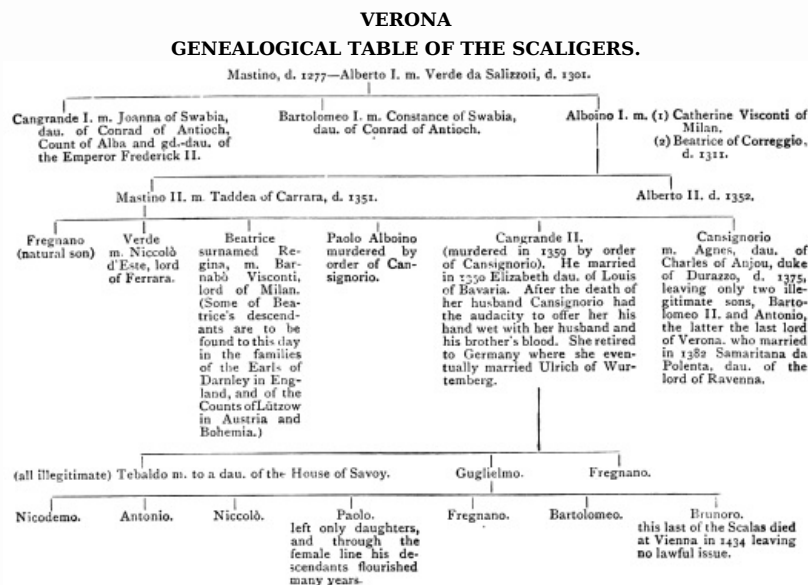 VERONA
GENEALOGICAL TABLE OF THE SCALIGERS.
Mastino, d. 1277—Alberto I. m. Verde da Salizzoti, d. 1301.
Cangrande I. m. Joanna of Swabia,
dau. of Conrad of Antioch,
Count of Alba and gd.-dau. of
the Emperor Frederick II.
Bartolomeo I. m. Constance of Swabia,
dau. of Conrad of Antioch.
Alboino I. m. (1) Catherine Visconti of
Milan,
(2) Beatrice of Correggio,
d. 1311.
Mastino II. m. Taddea of Carrara, d. 1351.
Alberto II. d. 1352.
Fregnano
(natural son)
Verde
m. Niccolò
d'Este, lord
of Ferrara.
Beatrice
surnamed Re-
gina, m. Bar-
nabò Visconti,
lord of Milan.
(Some of Bea-
trice's descend-
ants are to be
found to this day
in the families
of the Earls of
Darnley in Eng-
land, and of the
Counts of Lützow
in Austria and
Bohemia.)
Paolo Alboino
murdered by
order of Can-
signorio.
Cangrande II.
(murdered in 1359 by order
of Cansignorio). He married
in 1350 Elizabeth dau. of Louis
of Bavaria. After the death of
her husband Cansignorio had
the audacity to offer her his
hand wet with her husband and
his brother's blood. She retired
to Germany where she even-
tually married Ulrich of Wur-
temberg.
Cansignorio
m. Agnes, dau. of
Charles of Anjou, duke
of Durazzo, d. 1375,
leaving only two ille-
gitimate sons, Barto-
lomeo II. and Antonio,
the latter the last lord
of Verona. who married
in 1382 Samaritana da
Polenta, dau. of the
lord of Ravenna.
(all illegitimate) Tebaldo m. to a dau. of the House of Savoy.
Guglielmo.
Fregnano.
Nicodemo.
Antonio.
Niccolò.
Paolo.
left only daughters,
and through the
female line his de-
scendants flourished
many years.
Fregnano.
Bartolomeo.
Brunoro.
this last of the Scalas died
at Vienna in 1434 leaving
no lawful issue.